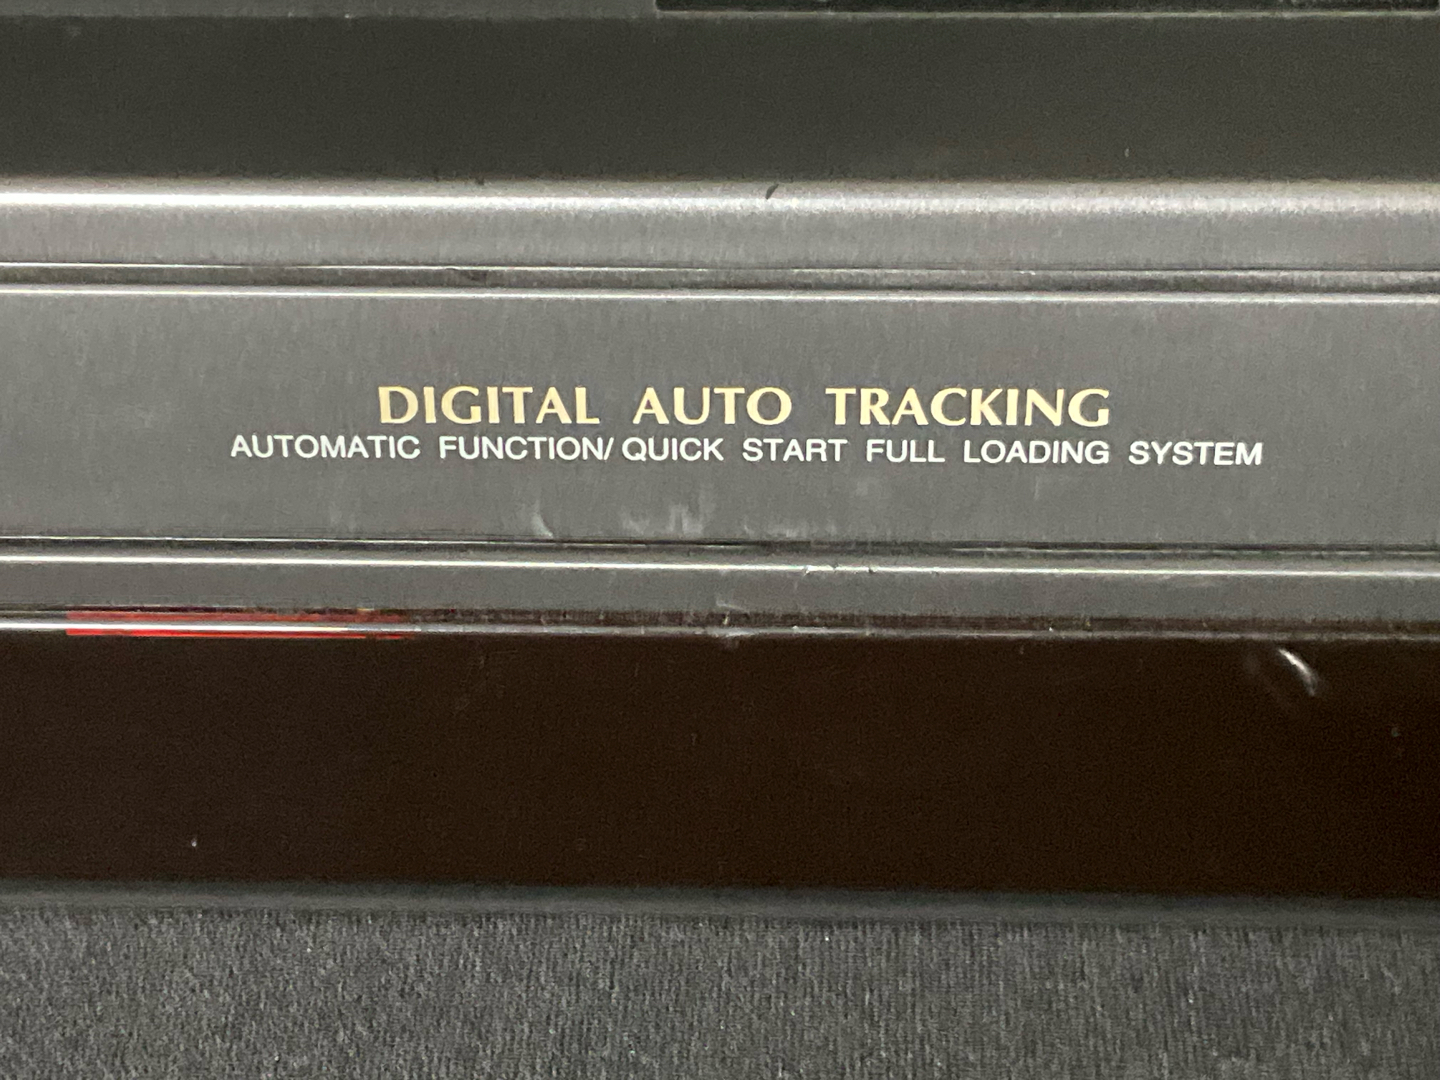 DIGITAL AUTO TRACKING
AUTOMATIC FUNCTION/QUICK START FULL LOADING SYSTEM